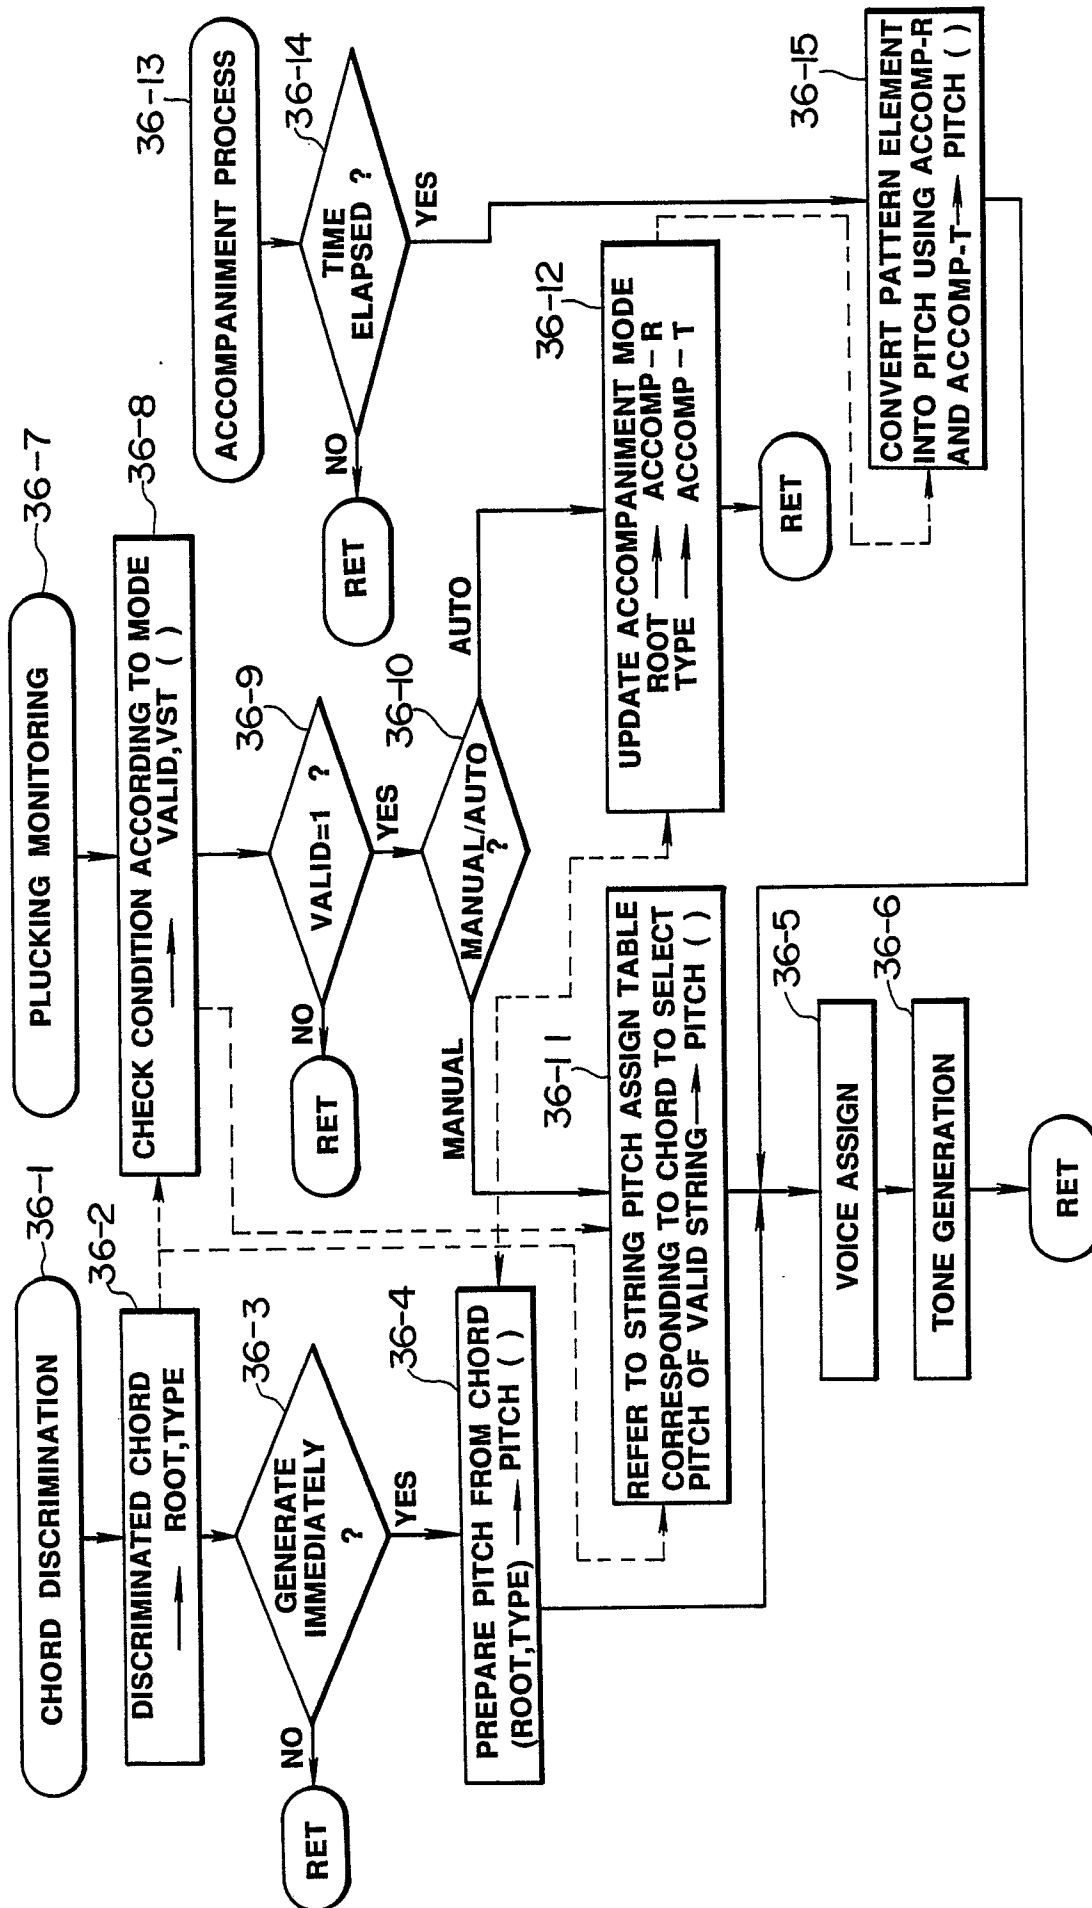 CHORD DISCRIMINATION
36-1
DISCRIMINATED CHORD
→ ROOT,TYPE
36-2
GENERATE
IMMEDIATELY
?
36-3
NO
RET
YES
PREPARE PITCH FROM CHORD
(ROOT,TYPE) → PITCH ( )
36-4
PLUCKING MONITORING
36-7
CHECK CONDITION ACCORDING TO MODE
→ VALID,VST ( )
36-8
VALID=1 ?
36-9
NO
RET
YES
MANUAL/AUTO
?
36-10
MANUAL
AUTO
REFER TO STRING PITCH ASSIGN TABLE
CORRESPONDING TO CHORD TO SELECT
PITCH OF VALID STRING → PITCH ( )
36-11
UPDATE ACCOMPANIMENT MODE
ROOT → ACCOMP-R
TYPE → ACCOMP-T
36-12
RET
ACCOMPANIMENT PROCESS
36-13
TIME
ELAPSED ?
36-14
NO
RET
YES
CONVERT PATTERN ELEMENT
INTO PITCH USING ACCOMP-R
AND ACCOMP-T → PITCH ( )
36-15
VOICE ASSIGN
36-5
TONE GENERATION
36-6
RET